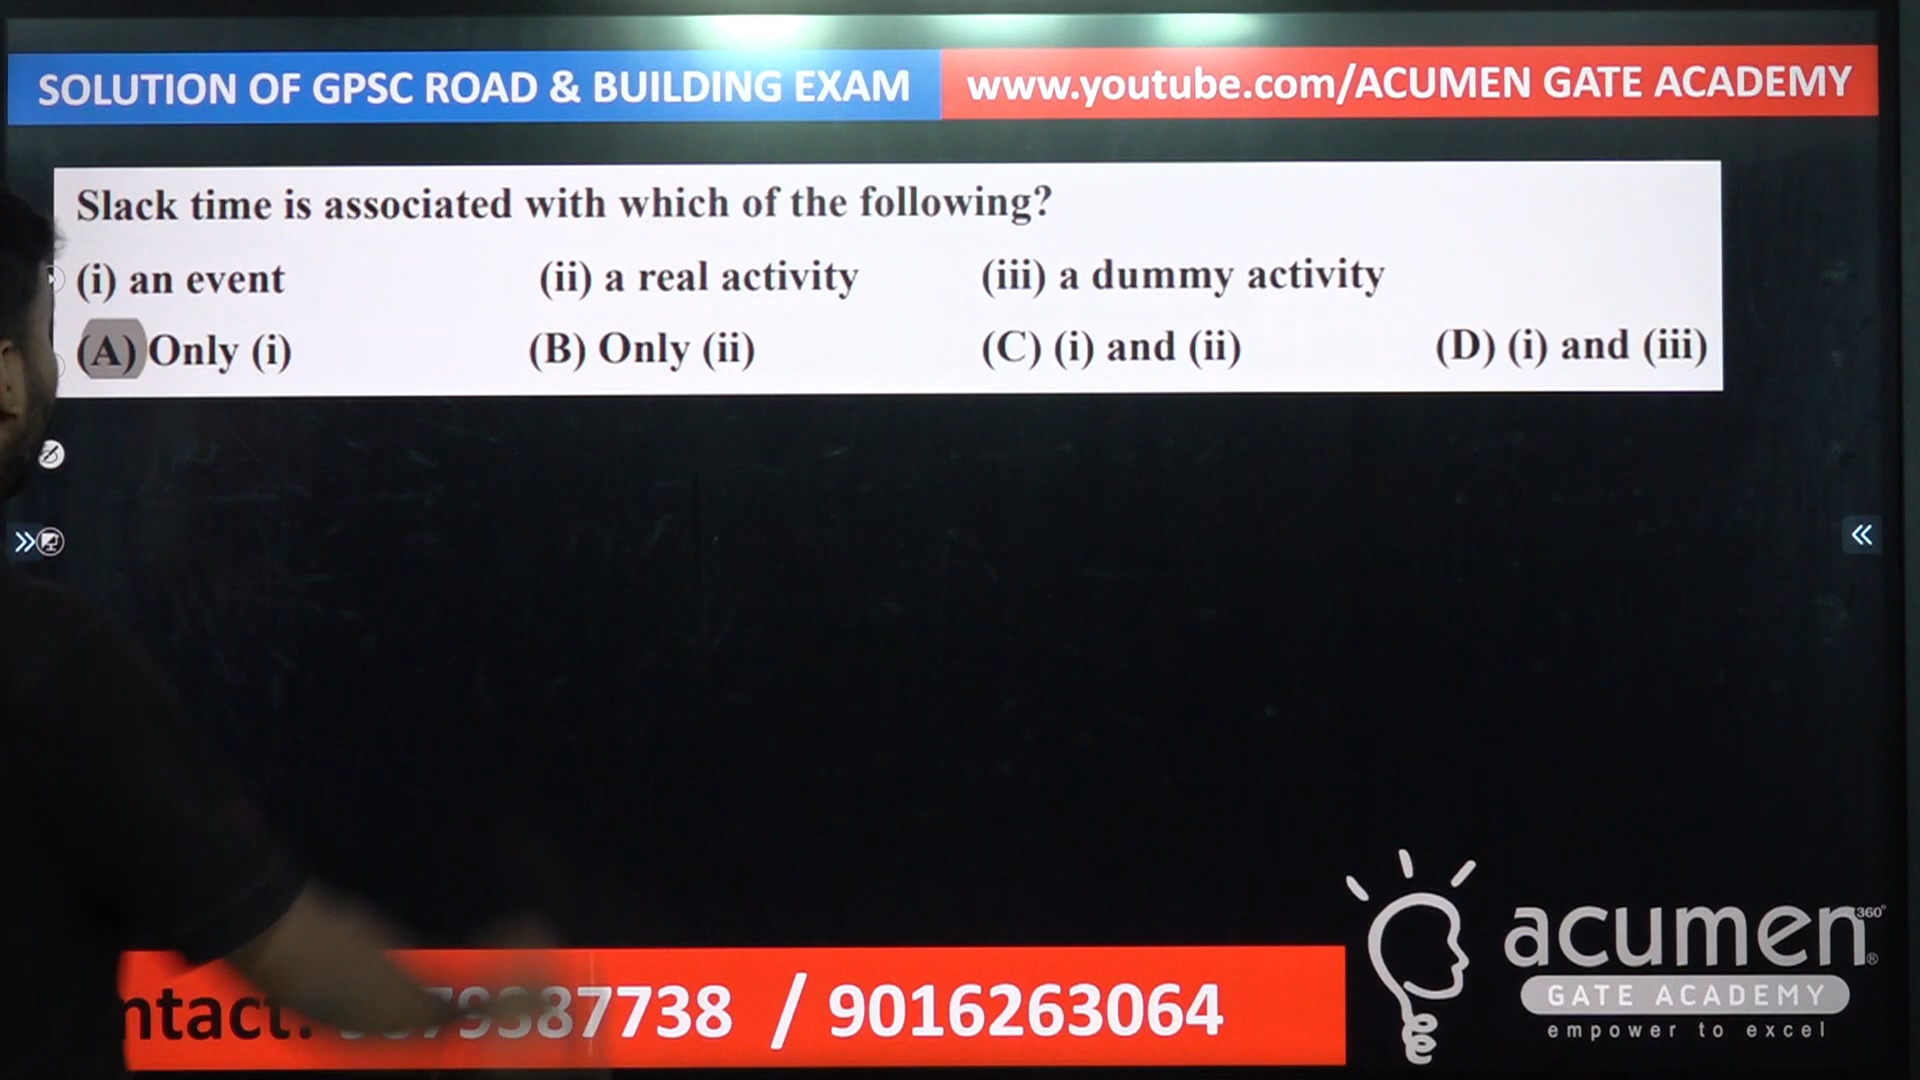 SOLUTION OF GPSC ROAD & BUILDING EXAM www.youtube.com/ACUMEN GATE ACADEMY
Slack time is associated with which of the following?
(i) an event (ii) a real activity (iii) a dummy activity
(A) Only (i) (B) Only (ii) (C) (i) and (ii) (D) (i) and (iii)
acumen 360° ®
GATE ACADEMY
empower to excel
/ 9016263064